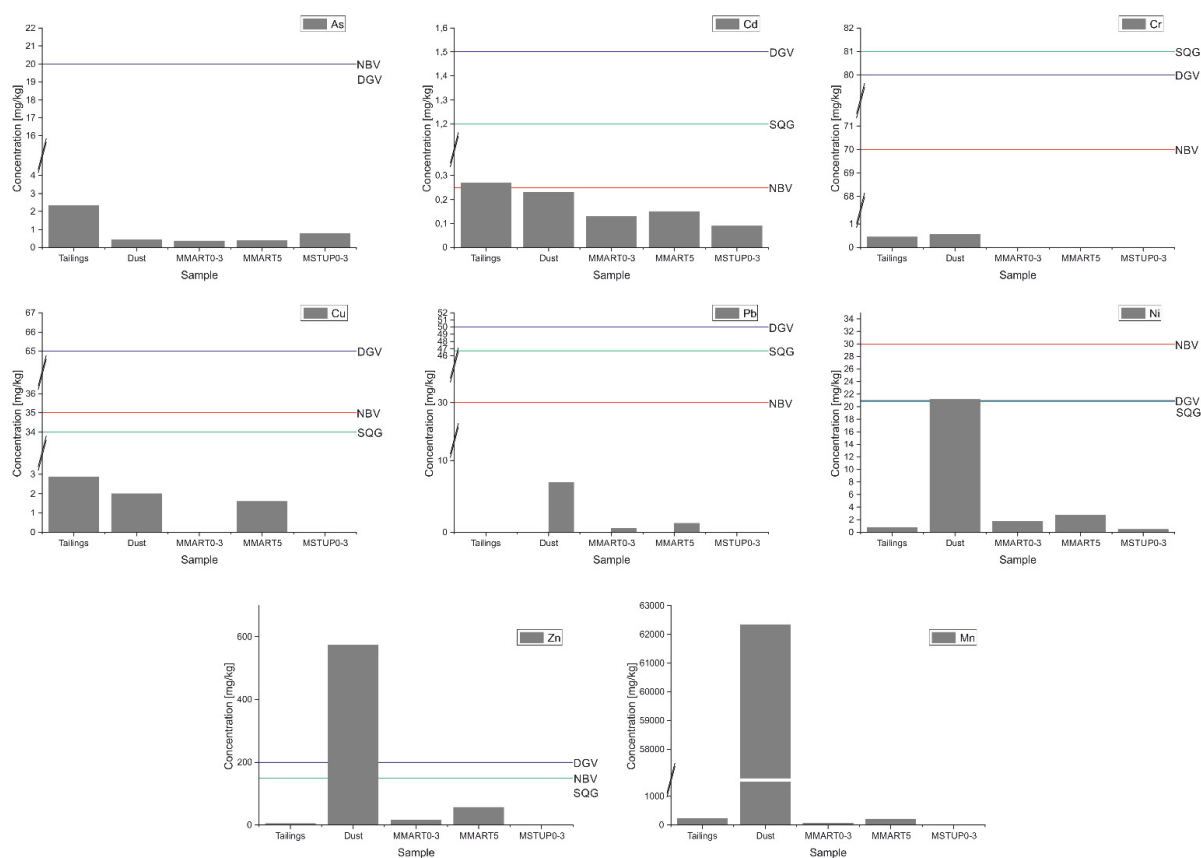 As
Concentration [mg/kg]
22
21
20
19
18
17
16
4
3
2
1
0
NBV
DGV
Tailings Dust MMART0-3 MMART5 MSTUP0-3
Sample
Cd
Concentration [mg/kg]
1,6
1,5
1,4
1,3
1,2
0,3
0,2
0,1
0
DGV
SQG
NBV
Tailings Dust MMART0-3 MMART5 MSTUP0-3
Sample
Cr
Concentration [mg/kg]
82
81
80
71
70
69
68
1
0
SQG
DGV
NBV
Tailings Dust MMART0-3 MMART5 MSTUP0-3
Sample
Cu
Concentration [mg/kg]
67
66
65
36
35
34
3
2
1
0
DGV
NBV
SQG
Tailings Dust MMART0-3 MMART5 MSTUP0-3
Sample
Pb
Concentration [mg/kg]
52
51
50
49
48
47
46
30
10
0
DGV
SQG
NBV
Tailings Dust MMART0-3 MMART5 MSTUP0-3
Sample
Ni
Concentration [mg/kg]
34
32
30
28
26
24
22
20
18
16
14
12
10
8
6
4
2
0
NBV
DGV
SQG
Tailings Dust MMART0-3 MMART5 MSTUP0-3
Sample
Zn
Concentration [mg/kg]
600
400
200
0
DGV
NBV
SQG
Tailings Dust MMART0-3 MMART5 MSTUP0-3
Sample
Mn
Concentration [mg/kg]
63000
62000
61000
60000
59000
58000
1000
0
Tailings Dust MMART0-3 MMART5 MSTUP0-3
Sample